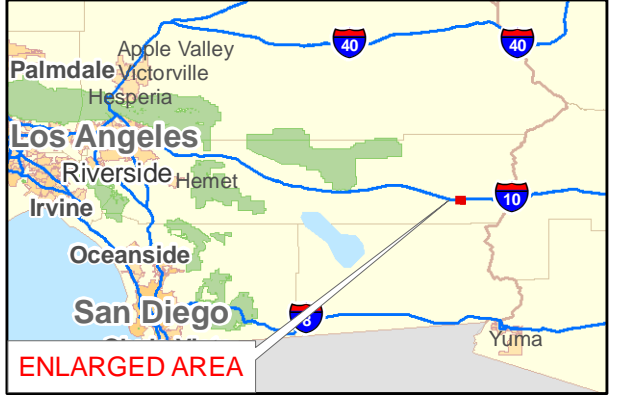 Apple Valley
40
40
Palmdale
Victorville
Hesperia
Los Angeles
Riverside
Hemet
Irvine
10
Oceanside
San Diego
8
Yuma
ENLARGED AREA